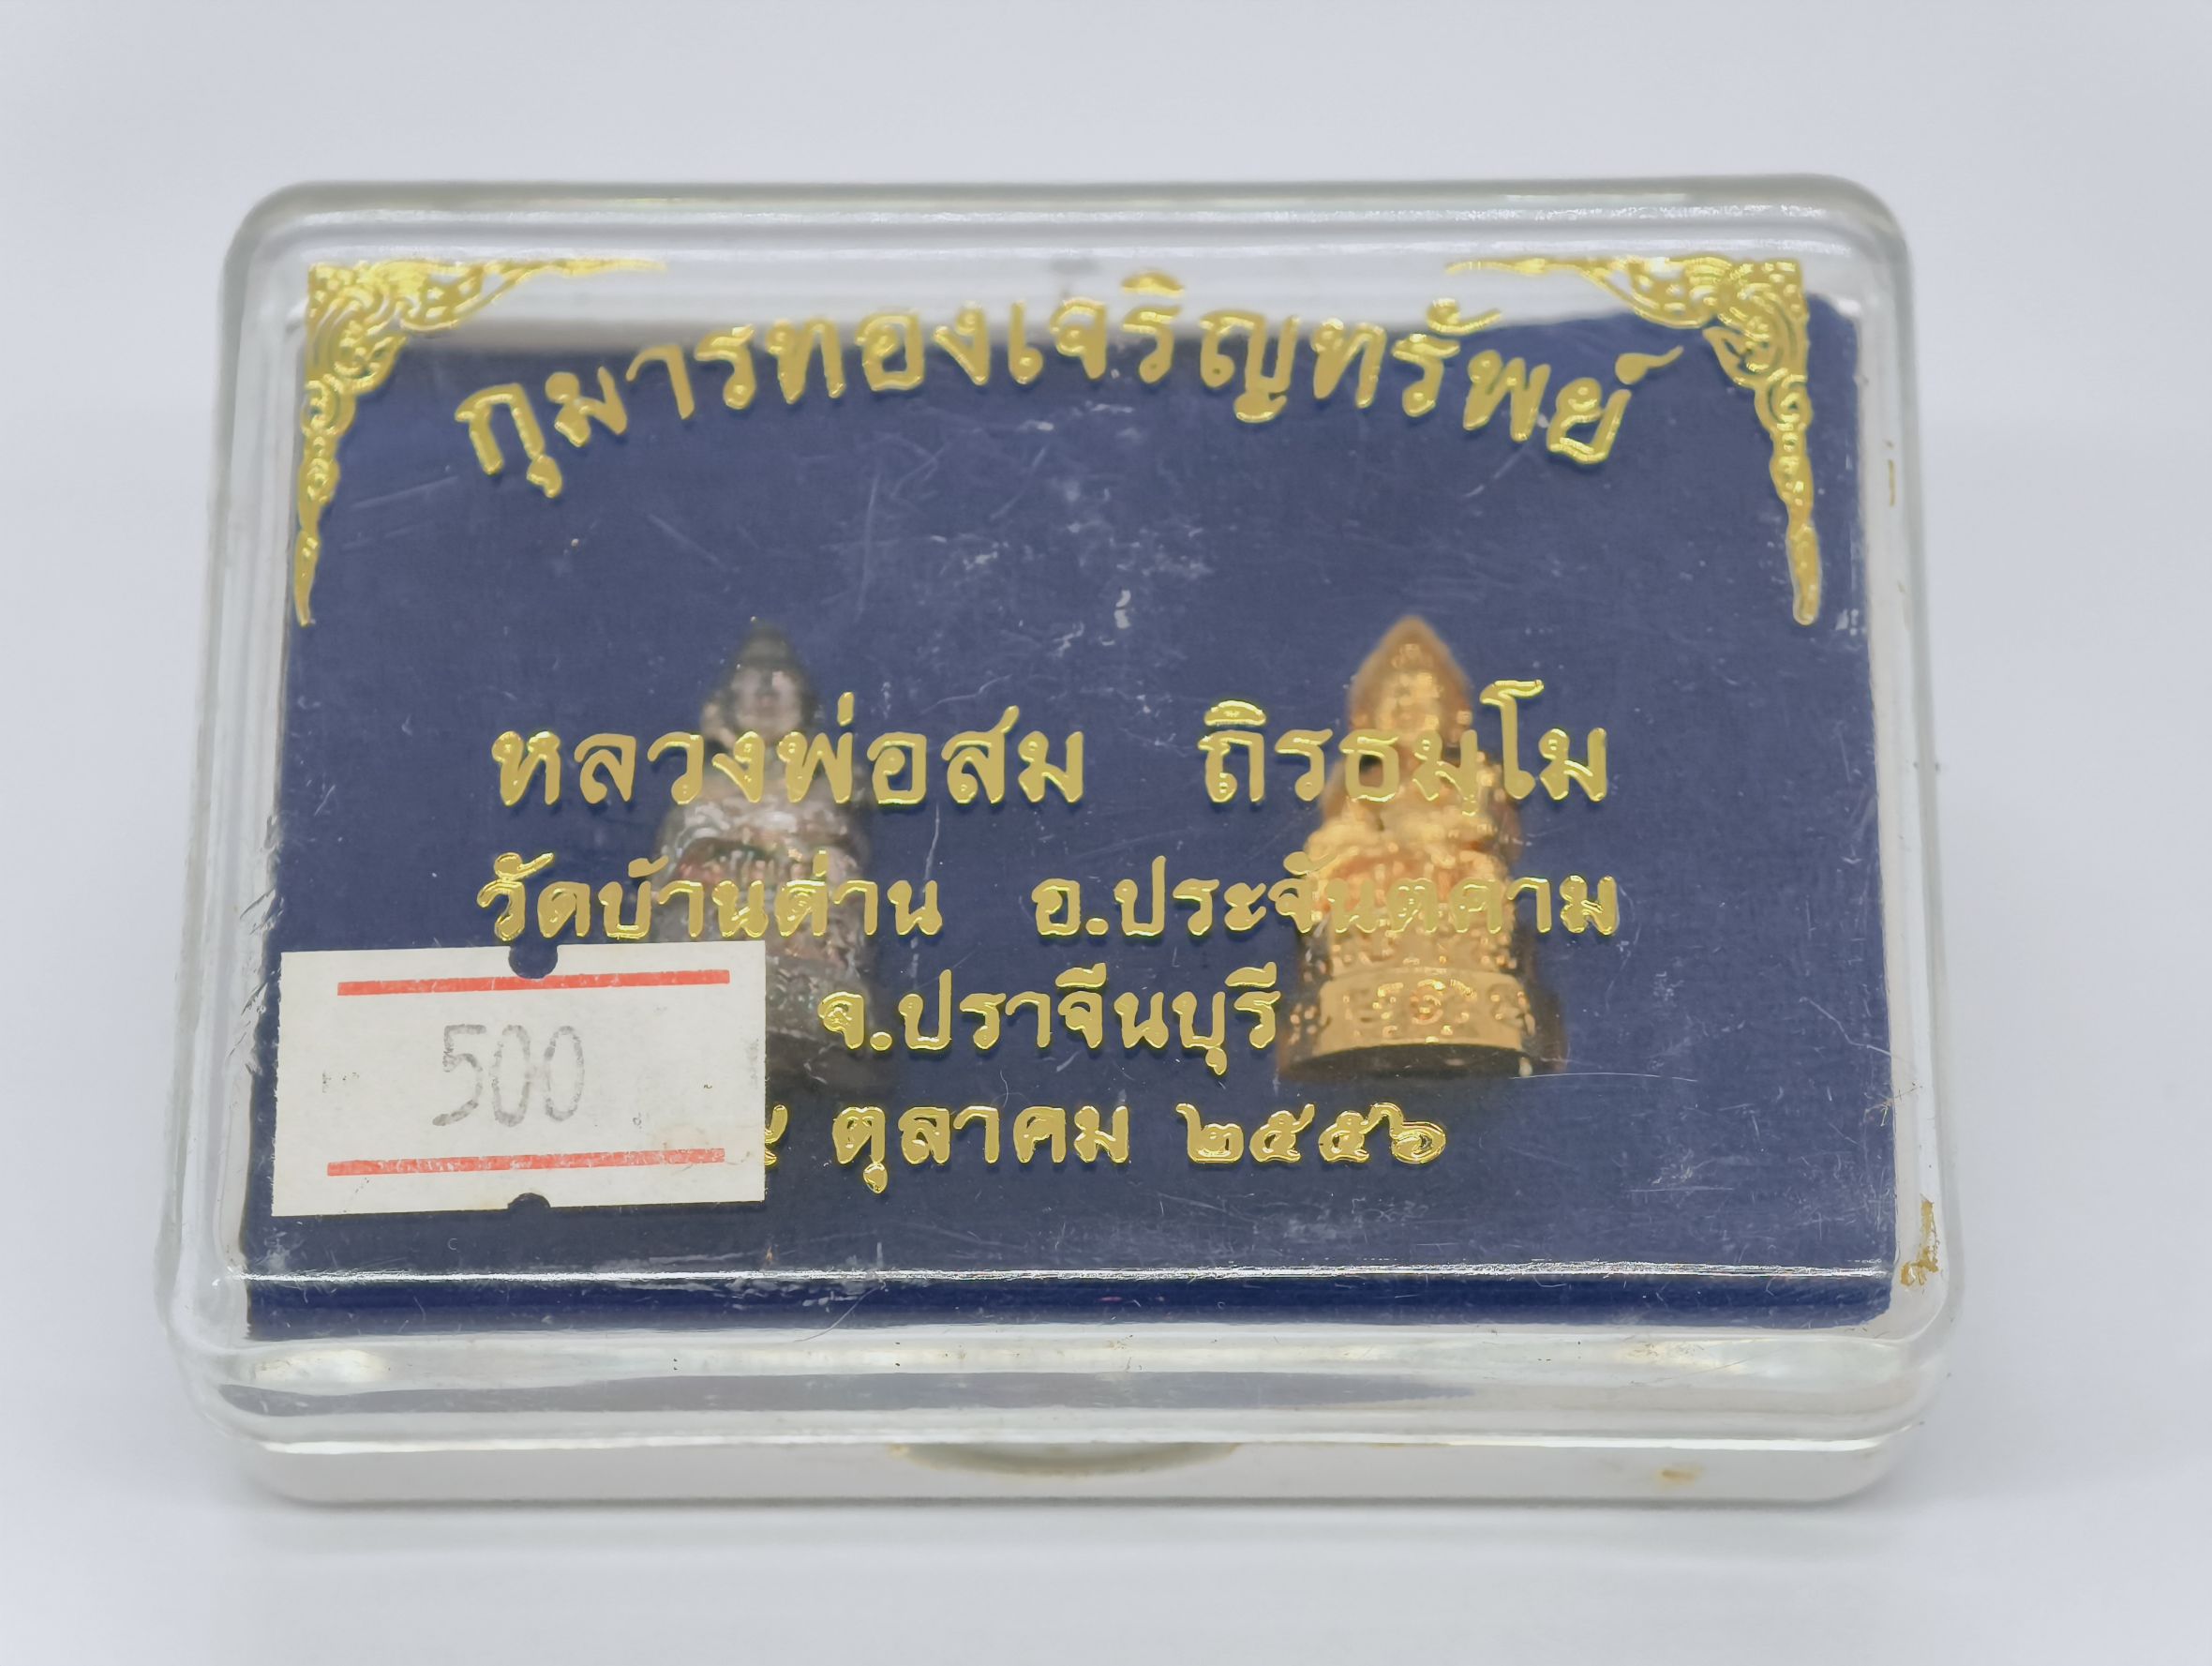 กุมารทองเจริญทรัพย์
หลวงพ่อสม ถิรธมฺโม
วัดบ้านด่าน อ.ประจันตคาม
จ.ปราจีนบุรี
ตุลาคม ๒๕๕๖
500